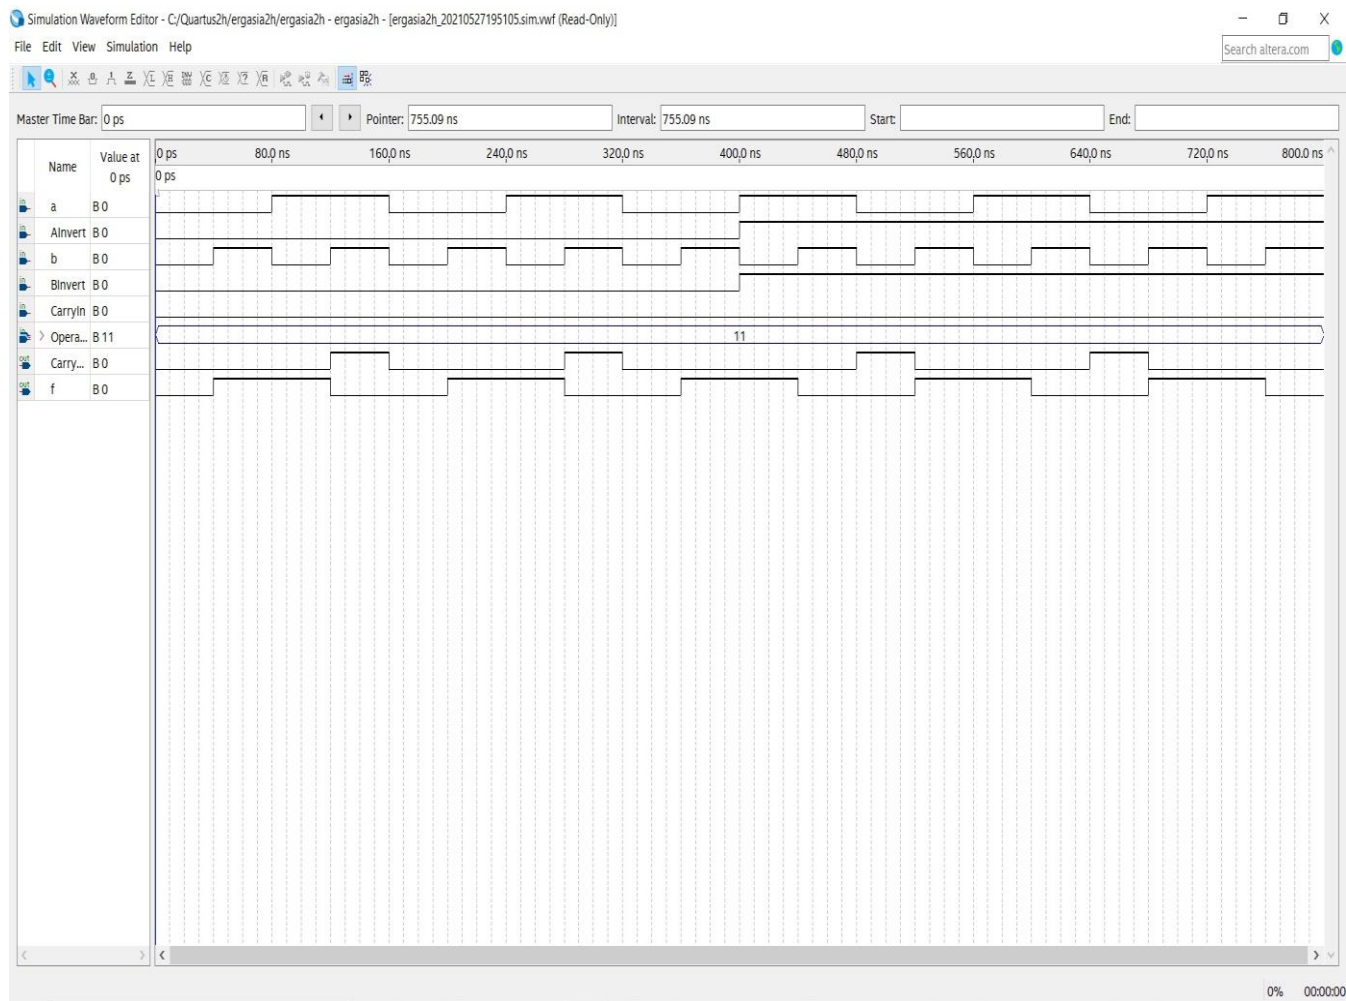 Simulation Waveform Editor - C:/Quartus2h/ergasia2h/ergasia2h - ergasia2h - [ergasia2h_20210527195105.sim.vwf (Read-Only)]
File Edit View Simulation Help
Search altera.com
Master Time Bar: 0 ps Pointer: 755.09 ns Interval: 755.09 ns Start: End:
Name Value at 0 ps
0 ps 80.0 ns 160.0 ns 240.0 ns 320.0 ns 400.0 ns 480.0 ns 560.0 ns 640.0 ns 720.0 ns 800.0 ns
0 ps
a B 0
AInvert B 0
b B 0
BInvert B 0
CarryIn B 0
Opera... B 11 11
Carry... B 0
f B 0
0% 00:00:00